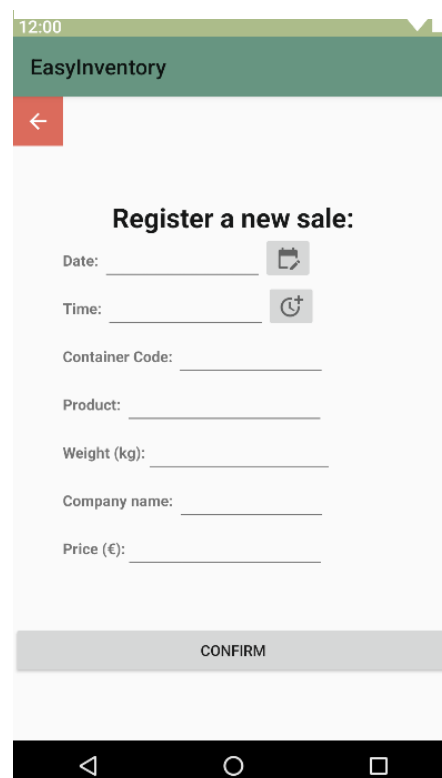 12:00
EasyInventory
Register a new sale:
Date:
Time:
Container Code:
Product:
Weight (kg):
Company name:
Price (€):
CONFIRM